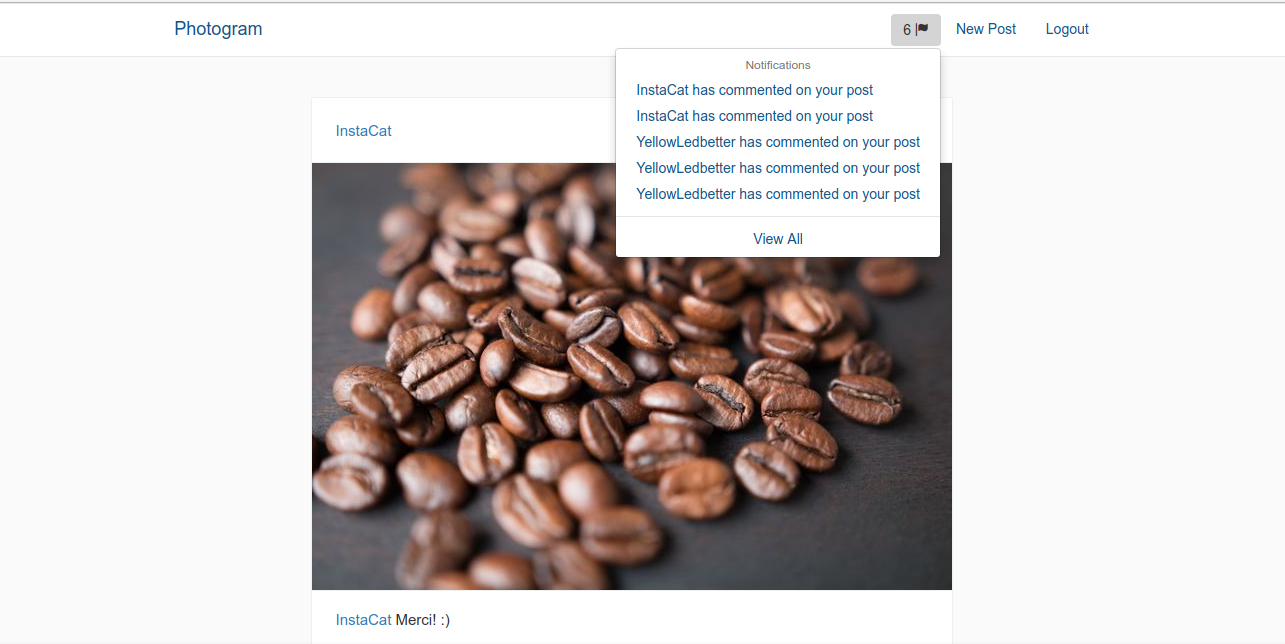 Photogram
6
New Post
Logout
Notifications
InstaCat has commented on your post
InstaCat has commented on your post
YellowLedbetter has commented on your post
YellowLedbetter has commented on your post
YellowLedbetter has commented on your post
View All
InstaCat
InstaCat Merci! :)